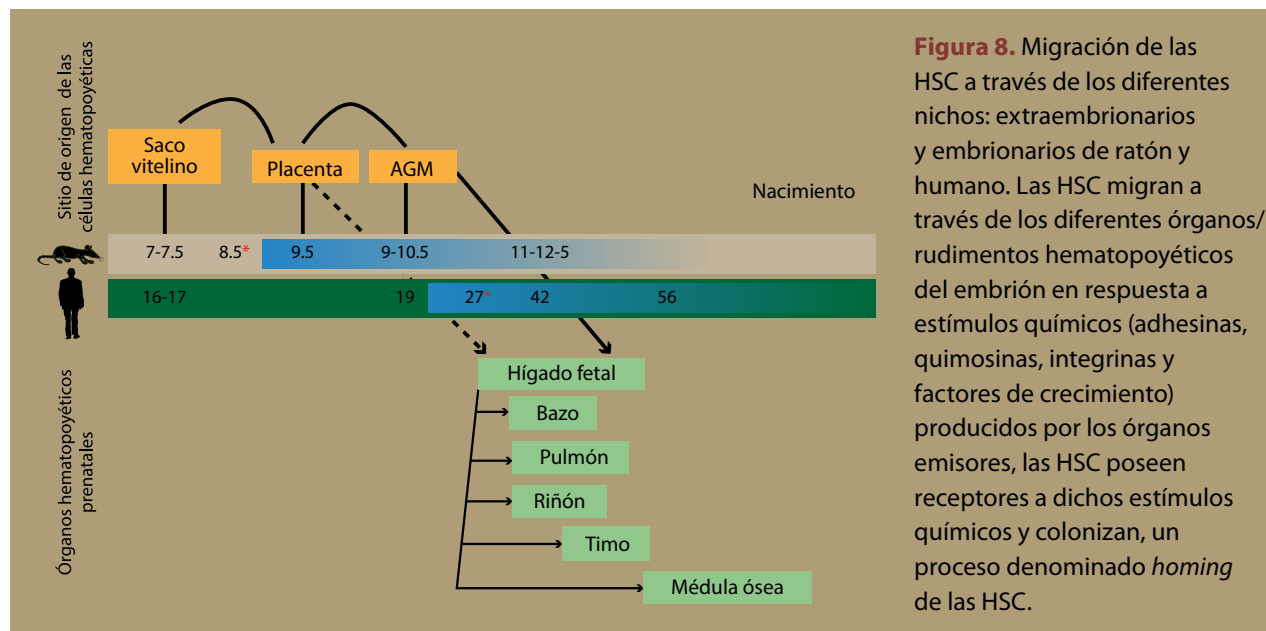 Sitio de origen de las
células hematopoyéticas
Saco
vitelino
Placenta
AGM
Nacimiento
7-7.5
8.5*
9.5
9-10.5
11-12-5
16-17
19
27*
42
56
Órganos hematopoyéticos
prenatales
Hígado fetal
Bazo
Pulmón
Riñón
Timo
Médula ósea
Figura 8. Migración de las
HSC a través de los diferentes
nichos: extraembrionarios
y embrionarios de ratón y
humano. Las HSC migran a
través de los diferentes órganos/
rudimentos hematopoyéticos
del embrión en respuesta a
estímulos químicos (adhesinas,
quimosinas, integrinas y
factores de crecimiento)
producidos por los órganos
emisores, las HSC poseen
receptores a dichos estímulos
químicos y colonizan, un
proceso denominado homing
de las HSC.